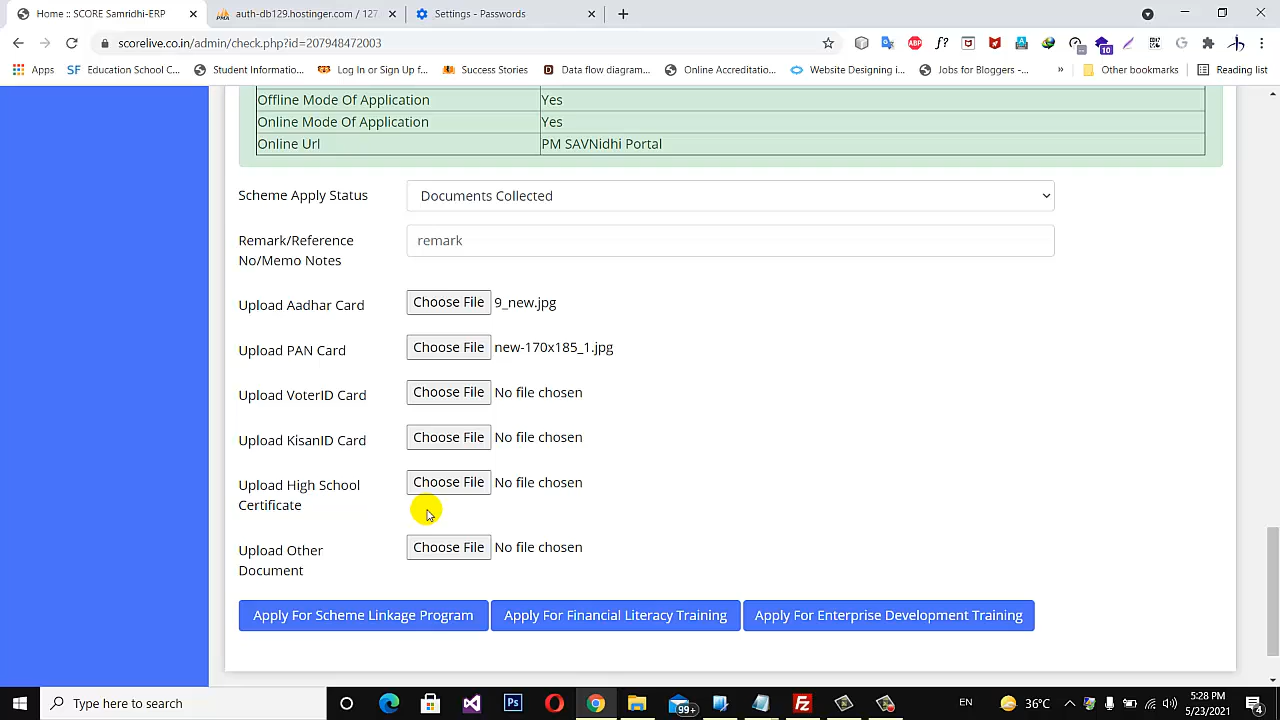 Home :: SCORE Samridhi-ERP
auth-db129.hostinger.com / 127
Settings - Passwords
scorelive.co.in/admin/check.php?id=207948472003
Apps
Education School C...
Student Informational...
Log In or Sign Up f...
Success Stories
Data flow diagram...
Online Accreditatio...
Website Designing i...
Jobs for Bloggers -...
»
Other bookmarks
Reading list
Offline Mode Of Application Yes
Online Mode Of Application Yes
Online Url PM SAVNidhi Portal
Scheme Apply Status Documents Collected
Remark/Reference
No/Memo Notes
remark
Upload Aadhar Card Choose File 9_new.jpg
Upload PAN Card Choose File new-170x185_1.jpg
Upload VoterID Card Choose File No file chosen
Upload KisanID Card Choose File No file chosen
Upload High School
Certificate
Choose File No file chosen
Upload Other
Document
Choose File No file chosen
Apply For Scheme Linkage Program Apply For Financial Literacy Training Apply For Enterprise Development Training
Type here to search
99+
36°C
EN
5:28 PM
5/23/2021
4